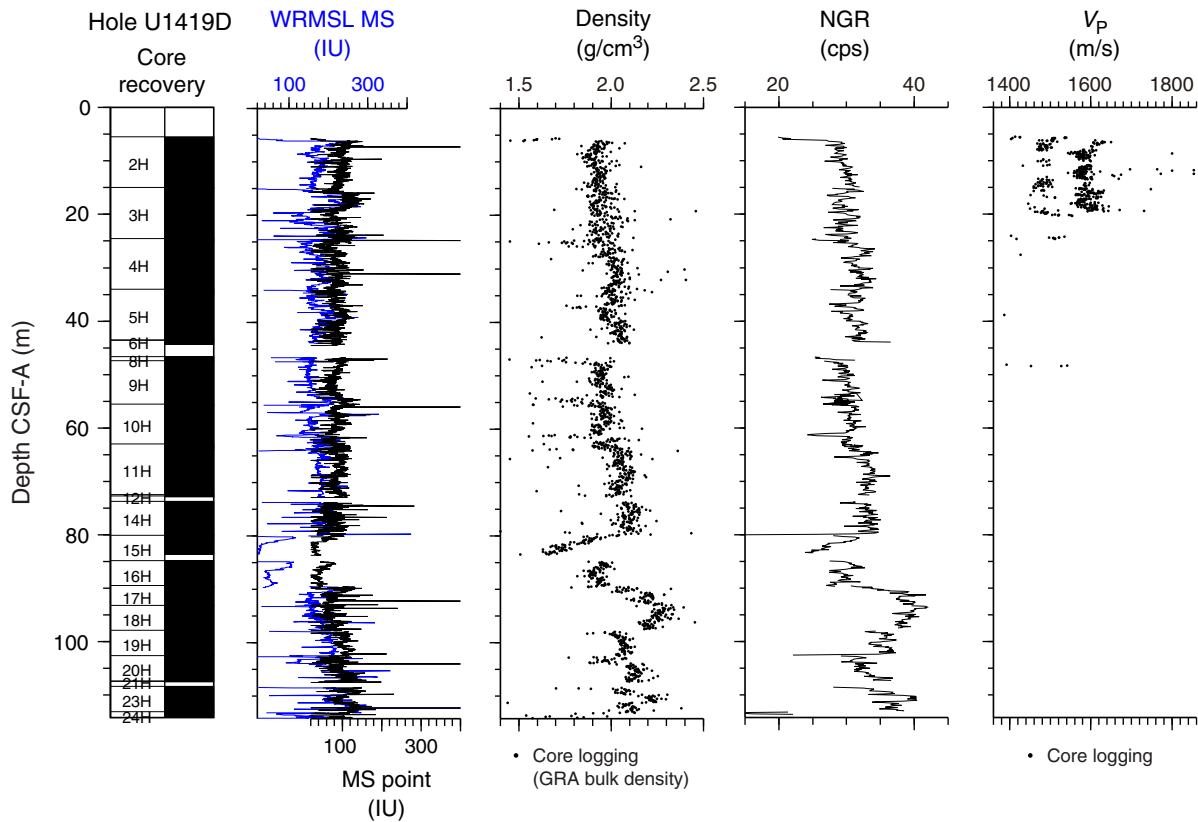 Hole U1419D
Core
recovery
WRMSL MS
(IU)
100 300
Density
(g/cm³)
1.5 2.0 2.5
NGR
(cps)
20 40
VP
(m/s)
1400 1600 1800
Depth CSF-A (m)
0
20
40
60
80
100
2H
3H
4H
5H
6H
8H
9H
10H
11H
12H
14H
15H
16H
17H
18H
19H
20H
21H
23H
24H
100 300
MS point
(IU)
• Core logging
(GRA bulk density)
• Core logging